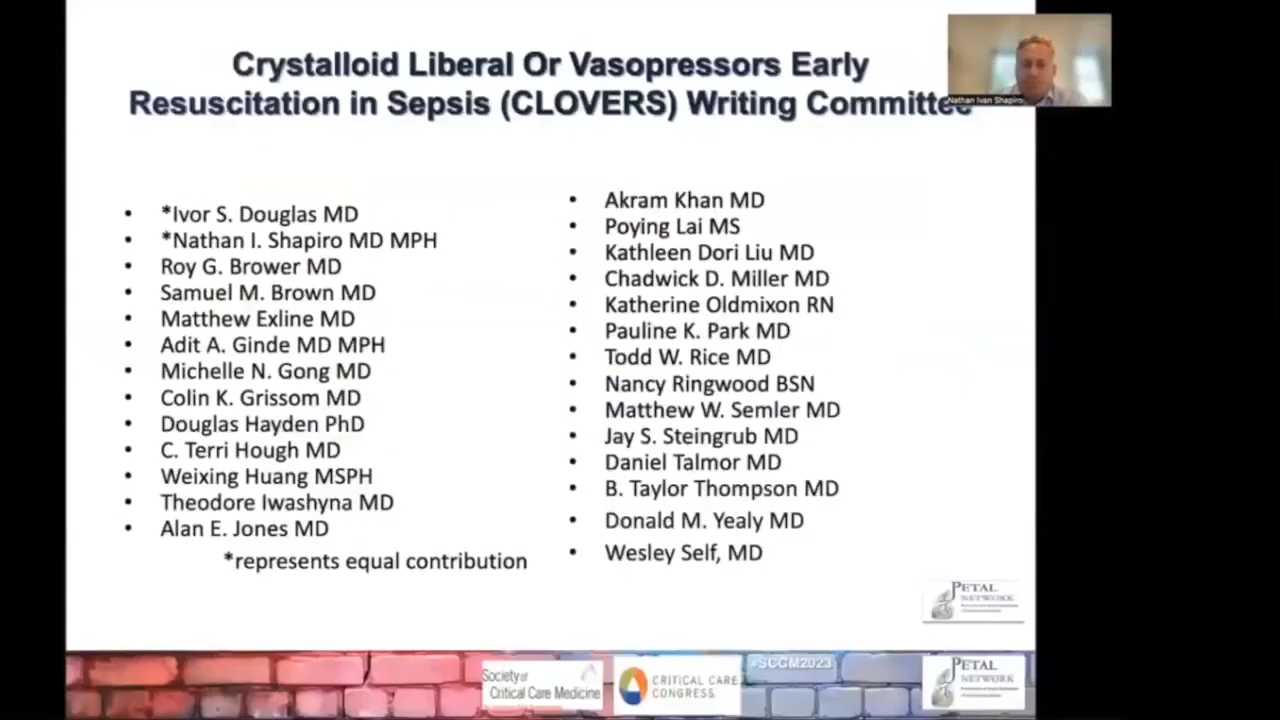 Crystalloid Liberal Or Vasopressors Early
Resuscitation in Sepsis (CLOVERS) Writing Committee
Nathan Ivan Shapiro
• *Ivor S. Douglas MD
• *Nathan I. Shapiro MD MPH
• Roy G. Brower MD
• Samuel M. Brown MD
• Matthew Exline MD
• Adit A. Ginde MD MPH
• Michelle N. Gong MD
• Colin K. Grissom MD
• Douglas Hayden PhD
• C. Terri Hough MD
• Weixing Huang MSPH
• Theodore Iwashyna MD
• Alan E. Jones MD
*represents equal contribution
• Akram Khan MD
• Poying Lai MS
• Kathleen Dori Liu MD
• Chadwick D. Miller MD
• Katherine Oldmixon RN
• Pauline K. Park MD
• Todd W. Rice MD
• Nancy Ringwood BSN
• Matthew W. Semler MD
• Jay S. Steingrub MD
• Daniel Talmor MD
• B. Taylor Thompson MD
• Donald M. Yealy MD
• Wesley Self, MD
PETAL
NETWORK
Society of
Critical Care Medicine
CRITICAL CARE
CONGRESS
#SCCM2023
PETAL
NETWORK